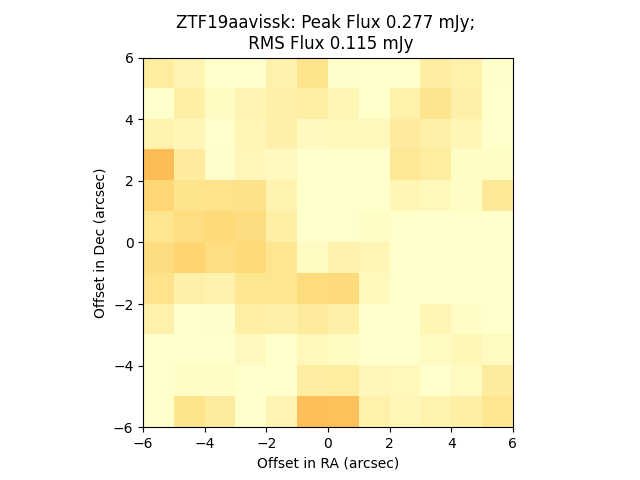 ZTF19aavissk: Peak Flux 0.277 mJy;
RMS Flux 0.115 mJy
6
4
2
0
−2
−4
−6
Offset in Dec (arcsec)
−6 −4 −2 0 2 4 6
Offset in RA (arcsec)